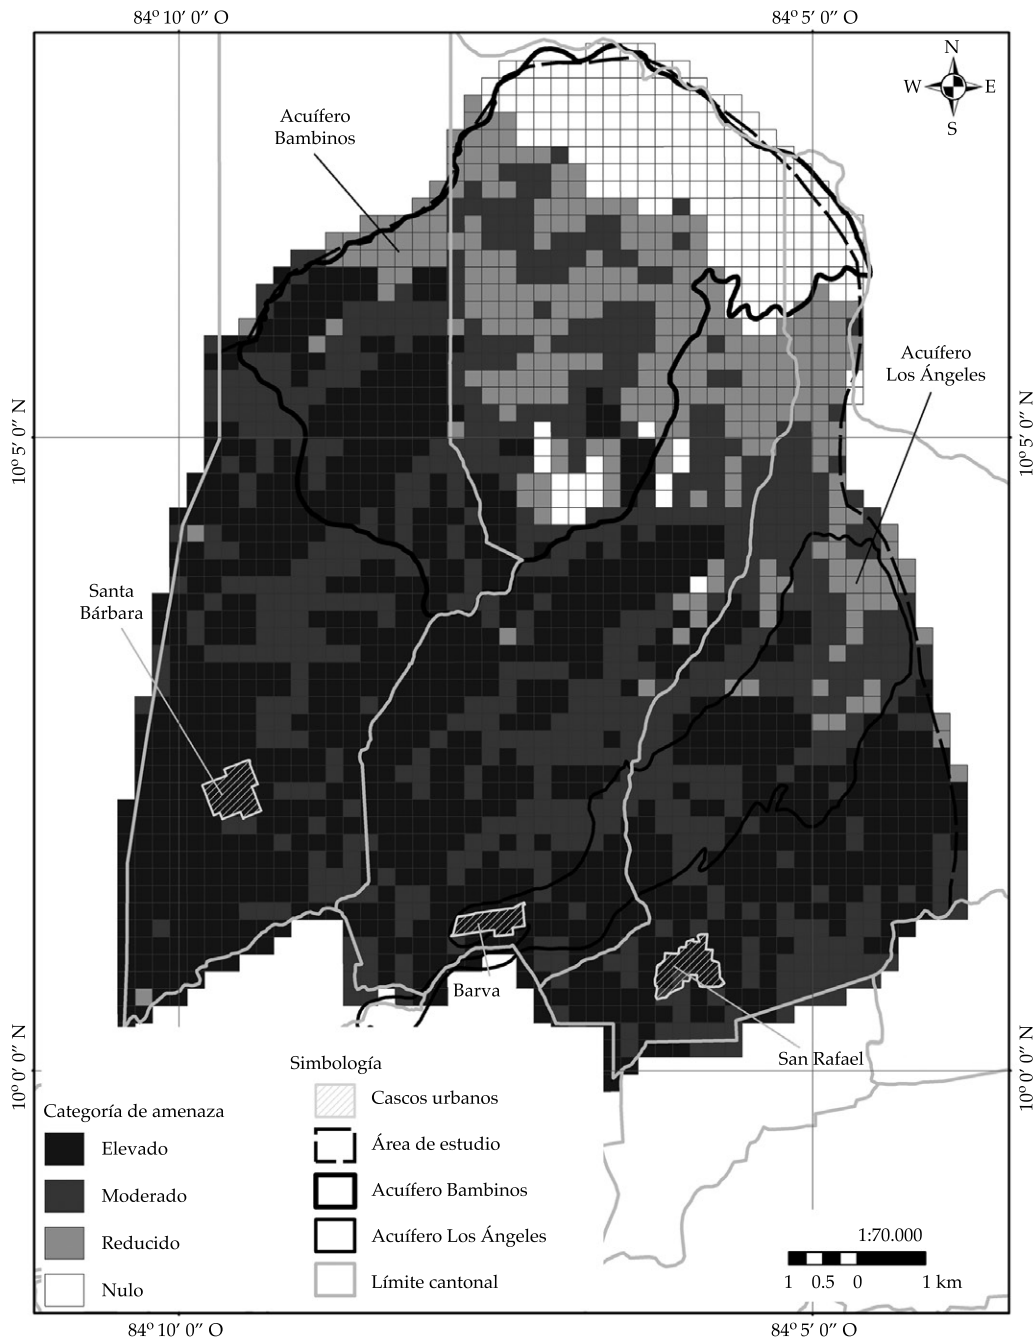 84º 10' 0'' O
84º 5' 0'' O
N
W
E
S
Acuífero
Bambinos
Acuífero
Los Ángeles
10º 5' 0'' N
10º 5' 0'' N
Santa
Bárbara
Barva
San Rafael
10º 0' 0'' N
10º 0' 0'' N
Simbología
Categoría de amenaza
Elevado
Moderado
Reducido
Nulo
Cascos urbanos
Área de estudio
Acuífero Bambinos
Acuífero Los Ángeles
Límite cantonal
1:70.000
1 0.5 0 1 km
84º 10' 0'' O
84º 5' 0'' O